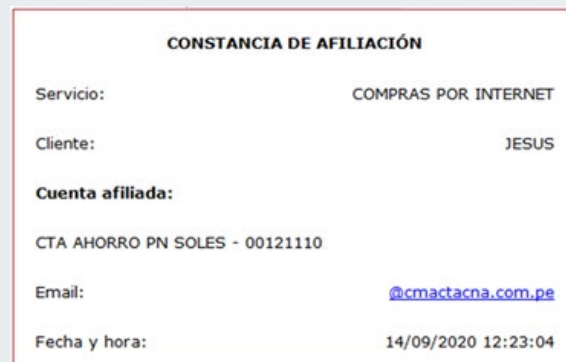 CONSTANCIA DE AFILIACIÓN
Servicio: COMPRAS POR INTERNET
Cliente: JESUS
Cuenta afiliada:
CTA AHORRO PN SOLES - 00121110
Email: @cmactacna.com.pe
Fecha y hora: 14/09/2020 12:23:04